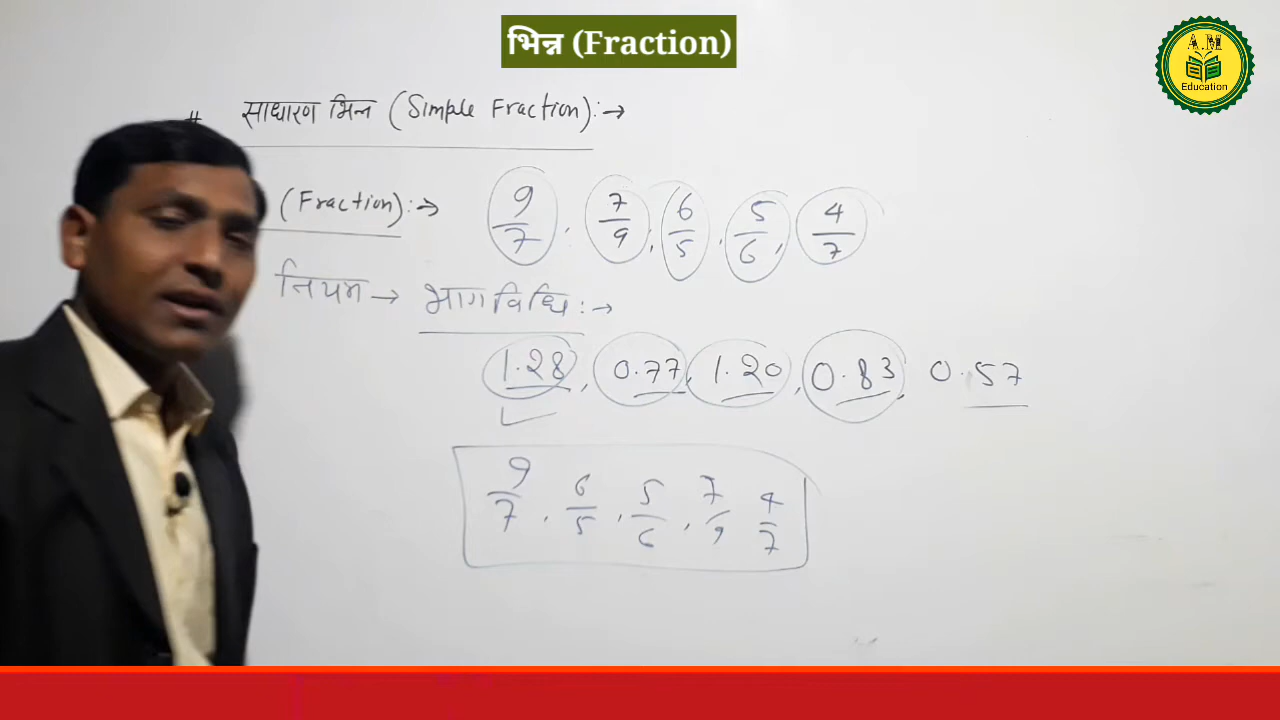 भिन्न (Fraction)
A.M
Education
# साधारण भिन्न (Simple Fraction):→
(Fraction):→ 9/7, 7/9, 6/5, 5/6, 4/7
नियम → भागविधि:→
1.28, 0.77, 1.20, 0.83, 0.57
9/7, 6/5, 5/6, 7/9 4/7